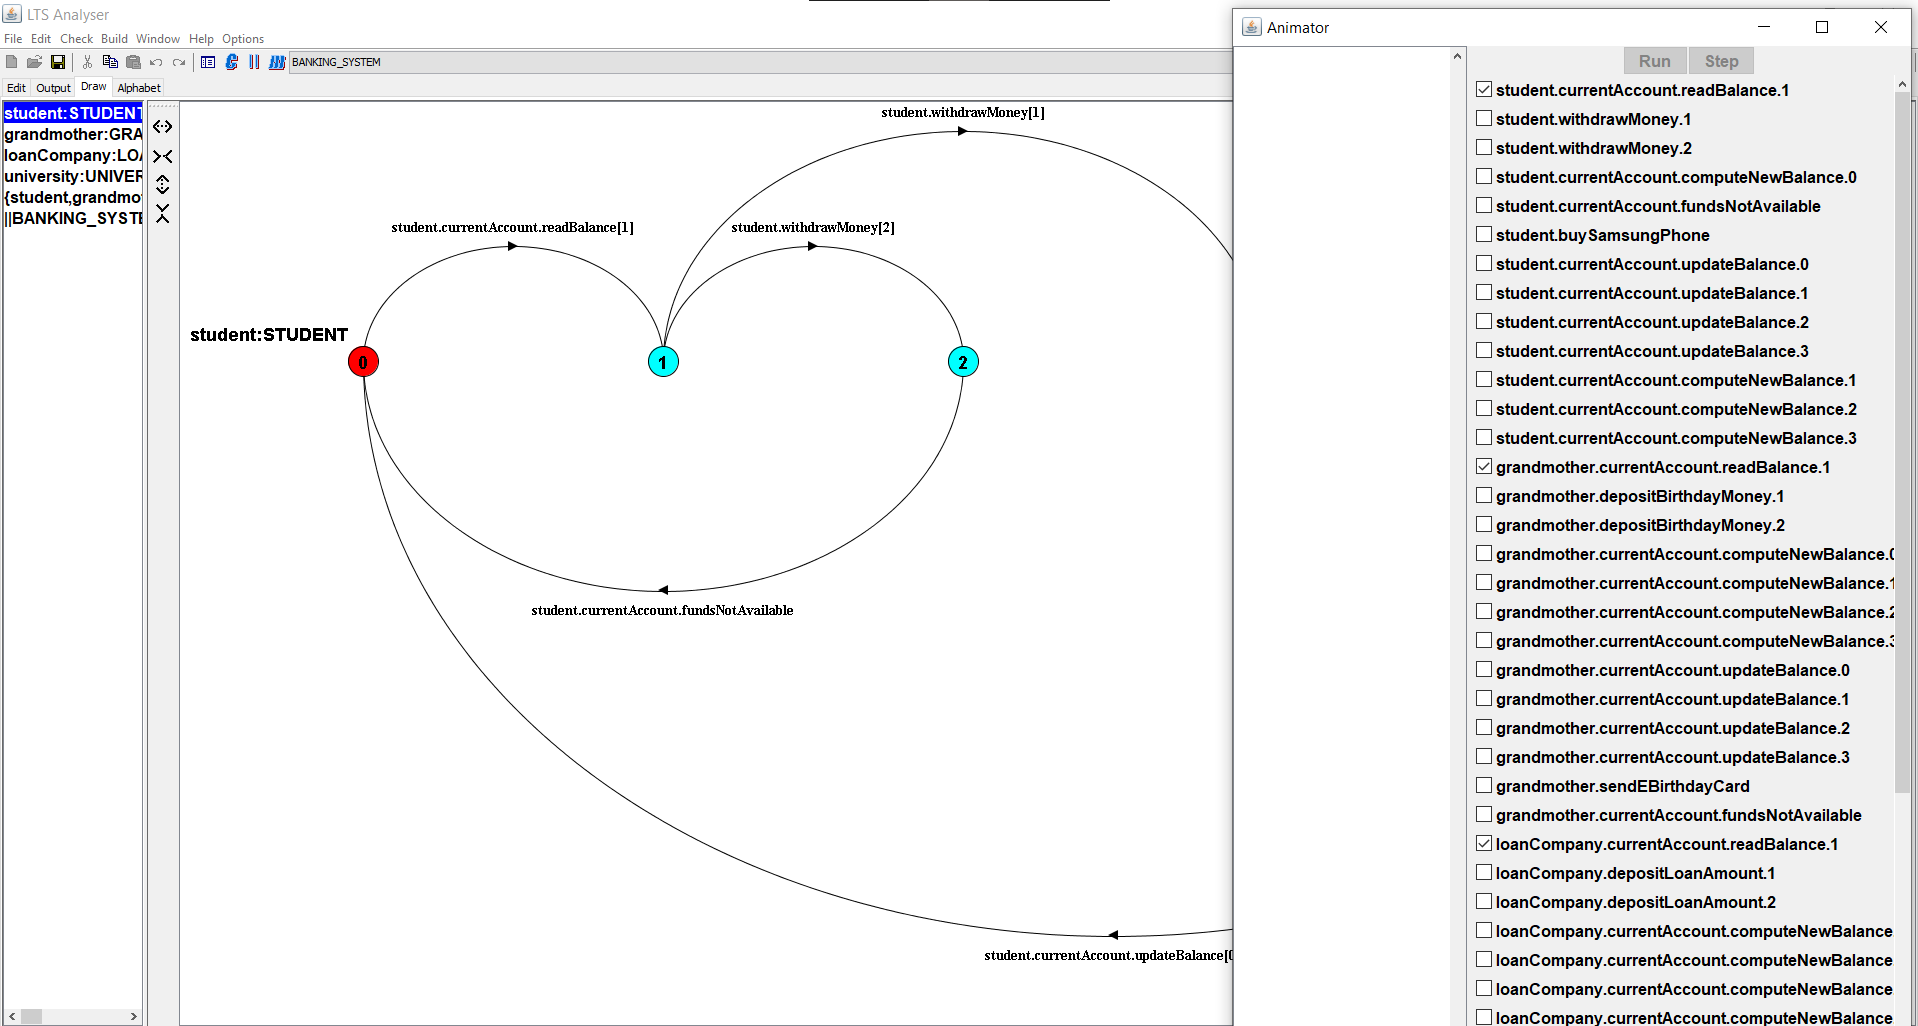 LTS Analyser
File Edit Check Build Window Help Options
BANKING_SYSTEM
Edit Output Draw Alphabet
student:STUDENT
grandmother:GRA
loanCompany:LOA
university:UNIVER
{student,grandmo
||BANKING_SYSTE
student.withdrawMoney[1]
student.currentAccount.readBalance[1]
student.withdrawMoney[2]
student:STUDENT
0
1
2
student.currentAccount.fundsNotAvailable
student.currentAccount.updateBalance[0
Animator
Run Step
student.currentAccount.readBalance.1
student.withdrawMoney.1
student.withdrawMoney.2
student.currentAccount.computeNewBalance.0
student.currentAccount.fundsNotAvailable
student.buySamsungPhone
student.currentAccount.updateBalance.0
student.currentAccount.updateBalance.1
student.currentAccount.updateBalance.2
student.currentAccount.updateBalance.3
student.currentAccount.computeNewBalance.1
student.currentAccount.computeNewBalance.2
student.currentAccount.computeNewBalance.3
grandmother.currentAccount.readBalance.1
grandmother.depositBirthdayMoney.1
grandmother.depositBirthdayMoney.2
grandmother.currentAccount.computeNewBalance.0
grandmother.currentAccount.computeNewBalance.1
grandmother.currentAccount.computeNewBalance.2
grandmother.currentAccount.computeNewBalance.3
grandmother.currentAccount.updateBalance.0
grandmother.currentAccount.updateBalance.1
grandmother.currentAccount.updateBalance.2
grandmother.currentAccount.updateBalance.3
grandmother.sendEBirthdayCard
grandmother.currentAccount.fundsNotAvailable
loanCompany.currentAccount.readBalance.1
loanCompany.depositLoanAmount.1
loanCompany.depositLoanAmount.2
loanCompany.currentAccount.computeNewBalance
loanCompany.currentAccount.computeNewBalance
loanCompany.currentAccount.computeNewBalance
loanCompany.currentAccount.computeNewBalance